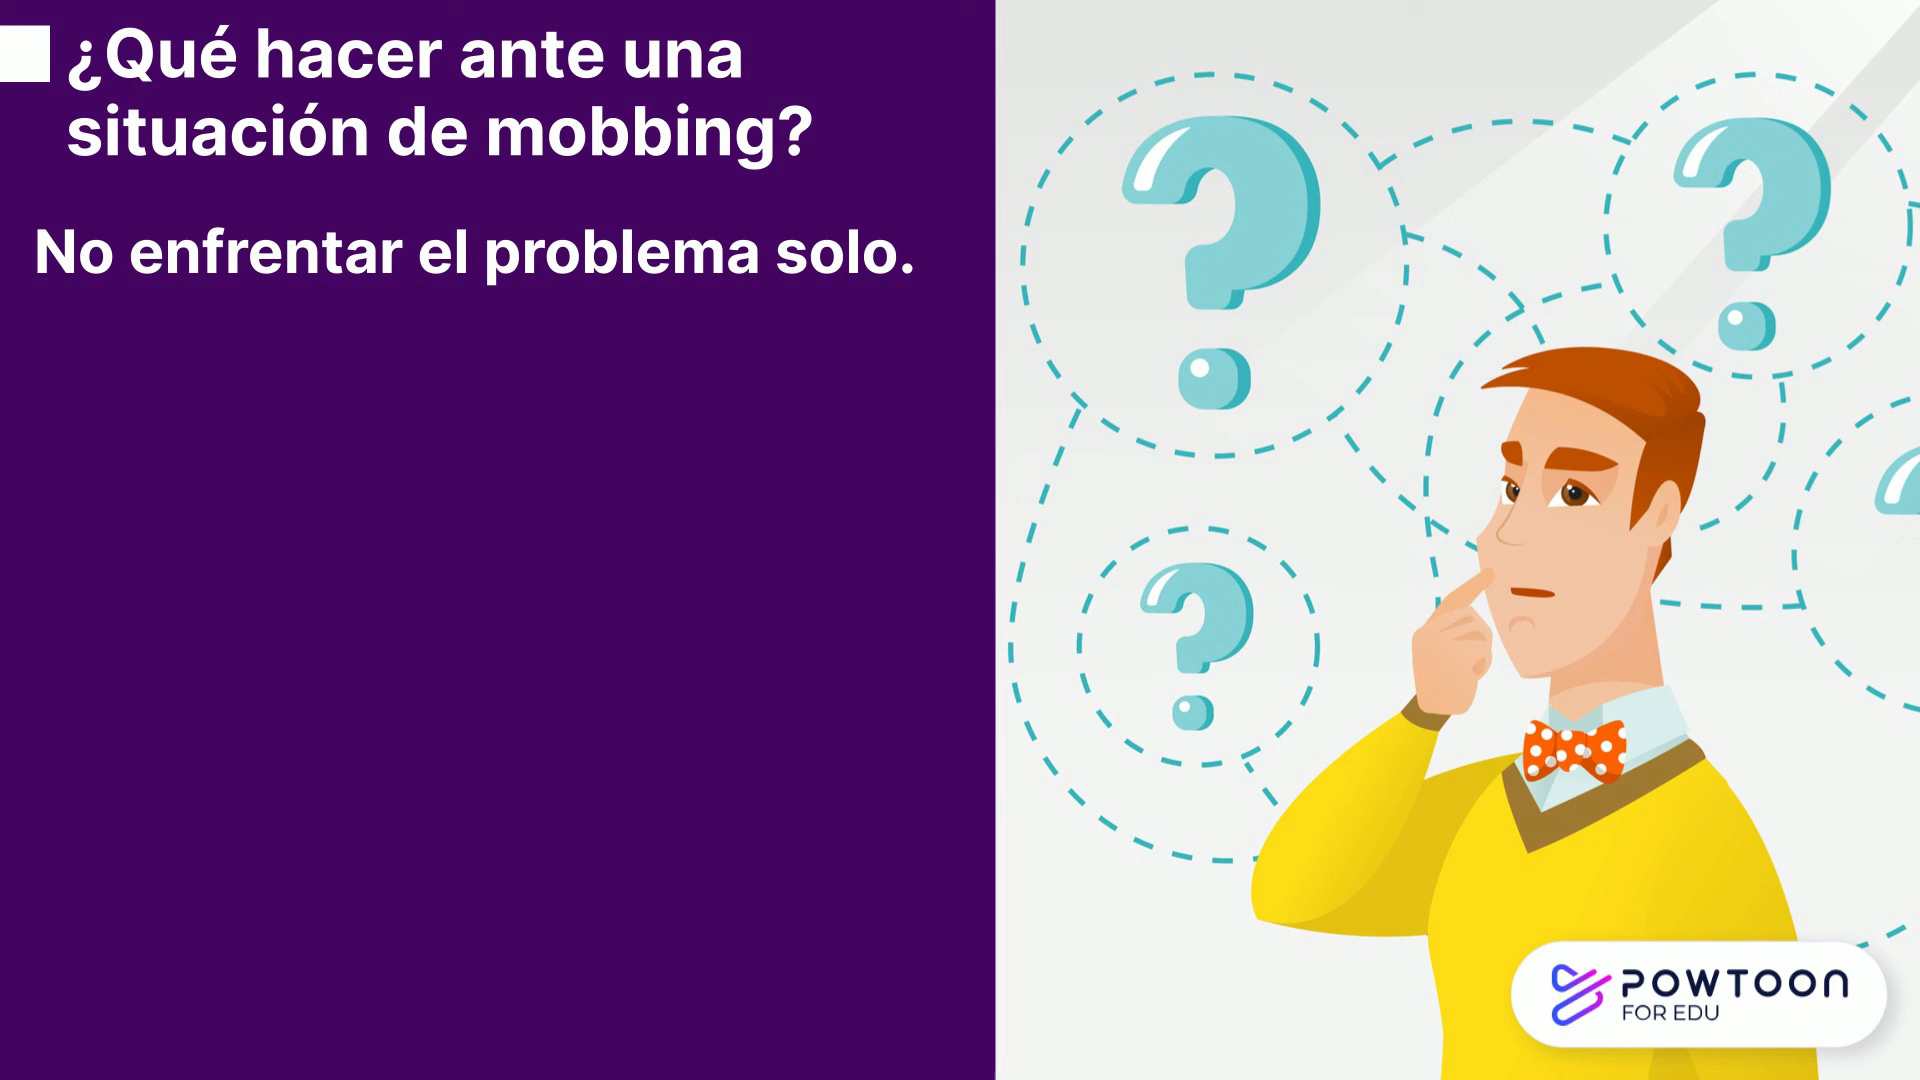 ¿Qué hacer ante una
situación de mobbing?
No enfrentar el problema solo.
POWTOON
FOR EDU